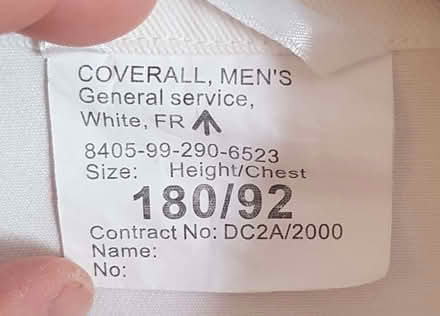 COVERALL, MEN'S
General service,
White, FR
8405-99-290-6523
Size: Height/Chest
180/92
Contract No: DC2A/2000
Name:
No: